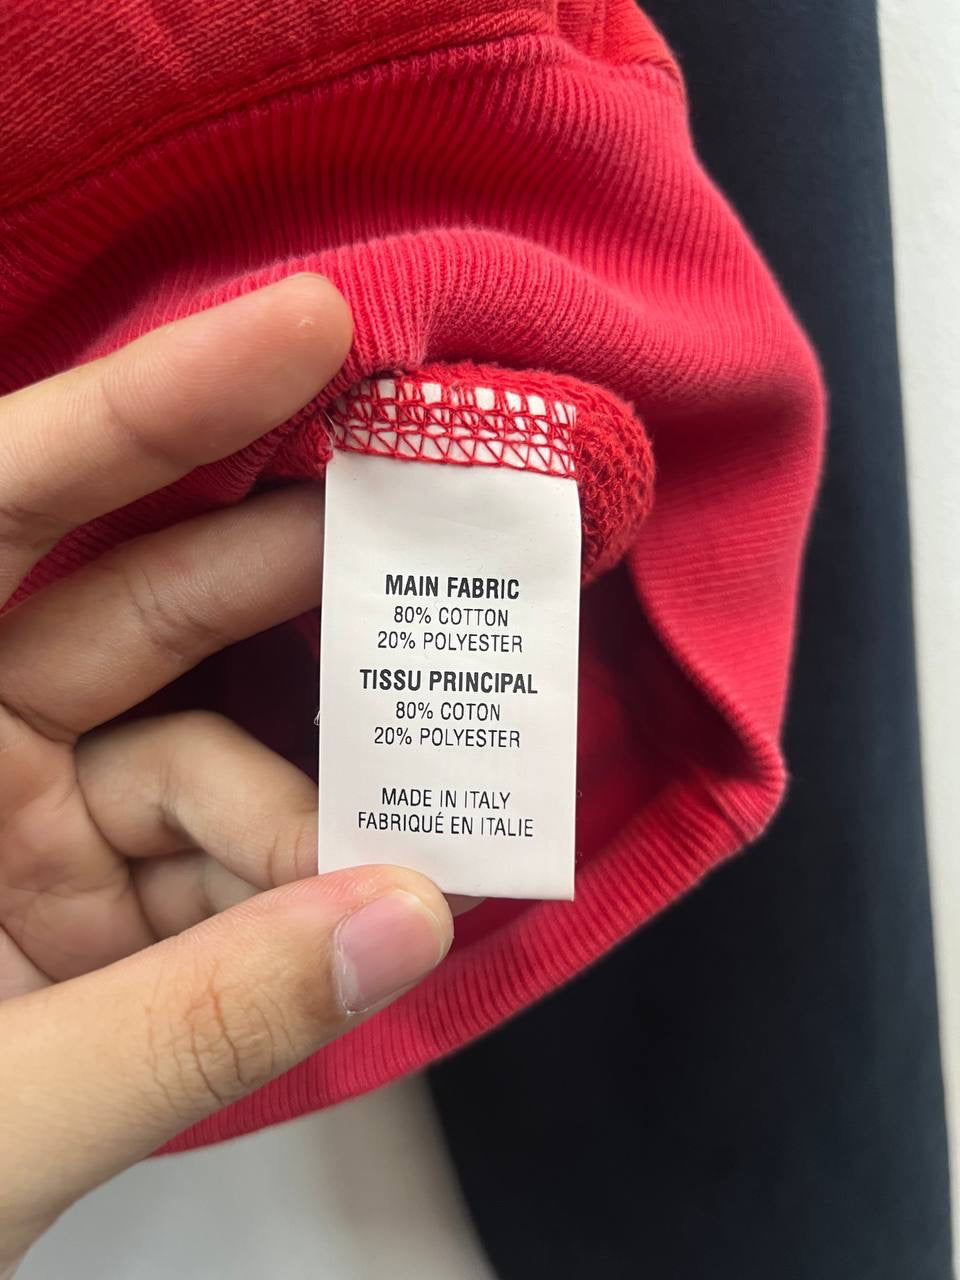 MAIN FABRIC
80% COTTON
20% POLYESTER
TISSU PRINCIPAL
80% COTON
20% POLYESTER
MADE IN ITALY
FABRIQUÉ EN ITALIE